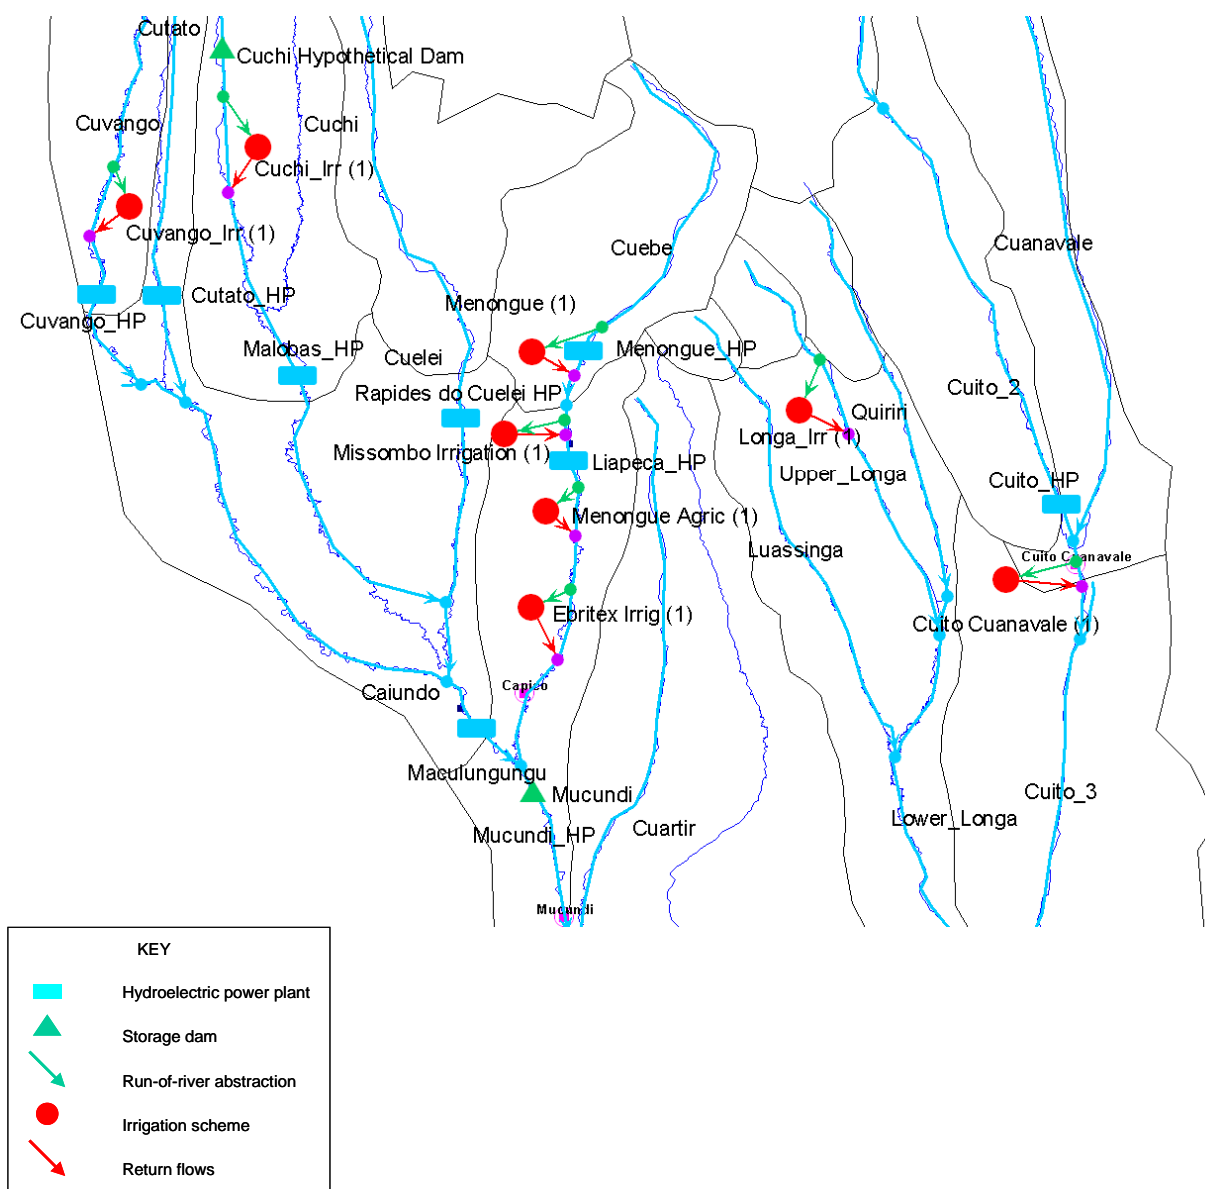 Cutato
Cuchi Hypothetical Dam
Cuvango
Cuchi
Cuchi_Irr (1)
Cuvango_Irr (1)
Cuebe
Cuanavale
Cutato_HP
Menongue (1)
Cuvango_HP
Malobas_HP
Cuelei
Menongue_HP
Rapides do Cuelei HP
Cuito_2
Quiriri
Longa_Irr (1)
Missombo Irrigation (1)
Liapeca_HP
Upper_Longa
Cuito_HP
Menongue Agric (1)
Luassinga
Cuito Cuanavale
Ebritex Irrig (1)
Cuito Cuanavale (1)
Capico
Caiundo
Maculungungu
Mucundi
Cuito_3
Mucundi_HP
Cuartir
Lower_Longa
Mucundi
KEY
Hydroelectric power plant
Storage dam
Run-of-river abstraction
Irrigation scheme
Return flows